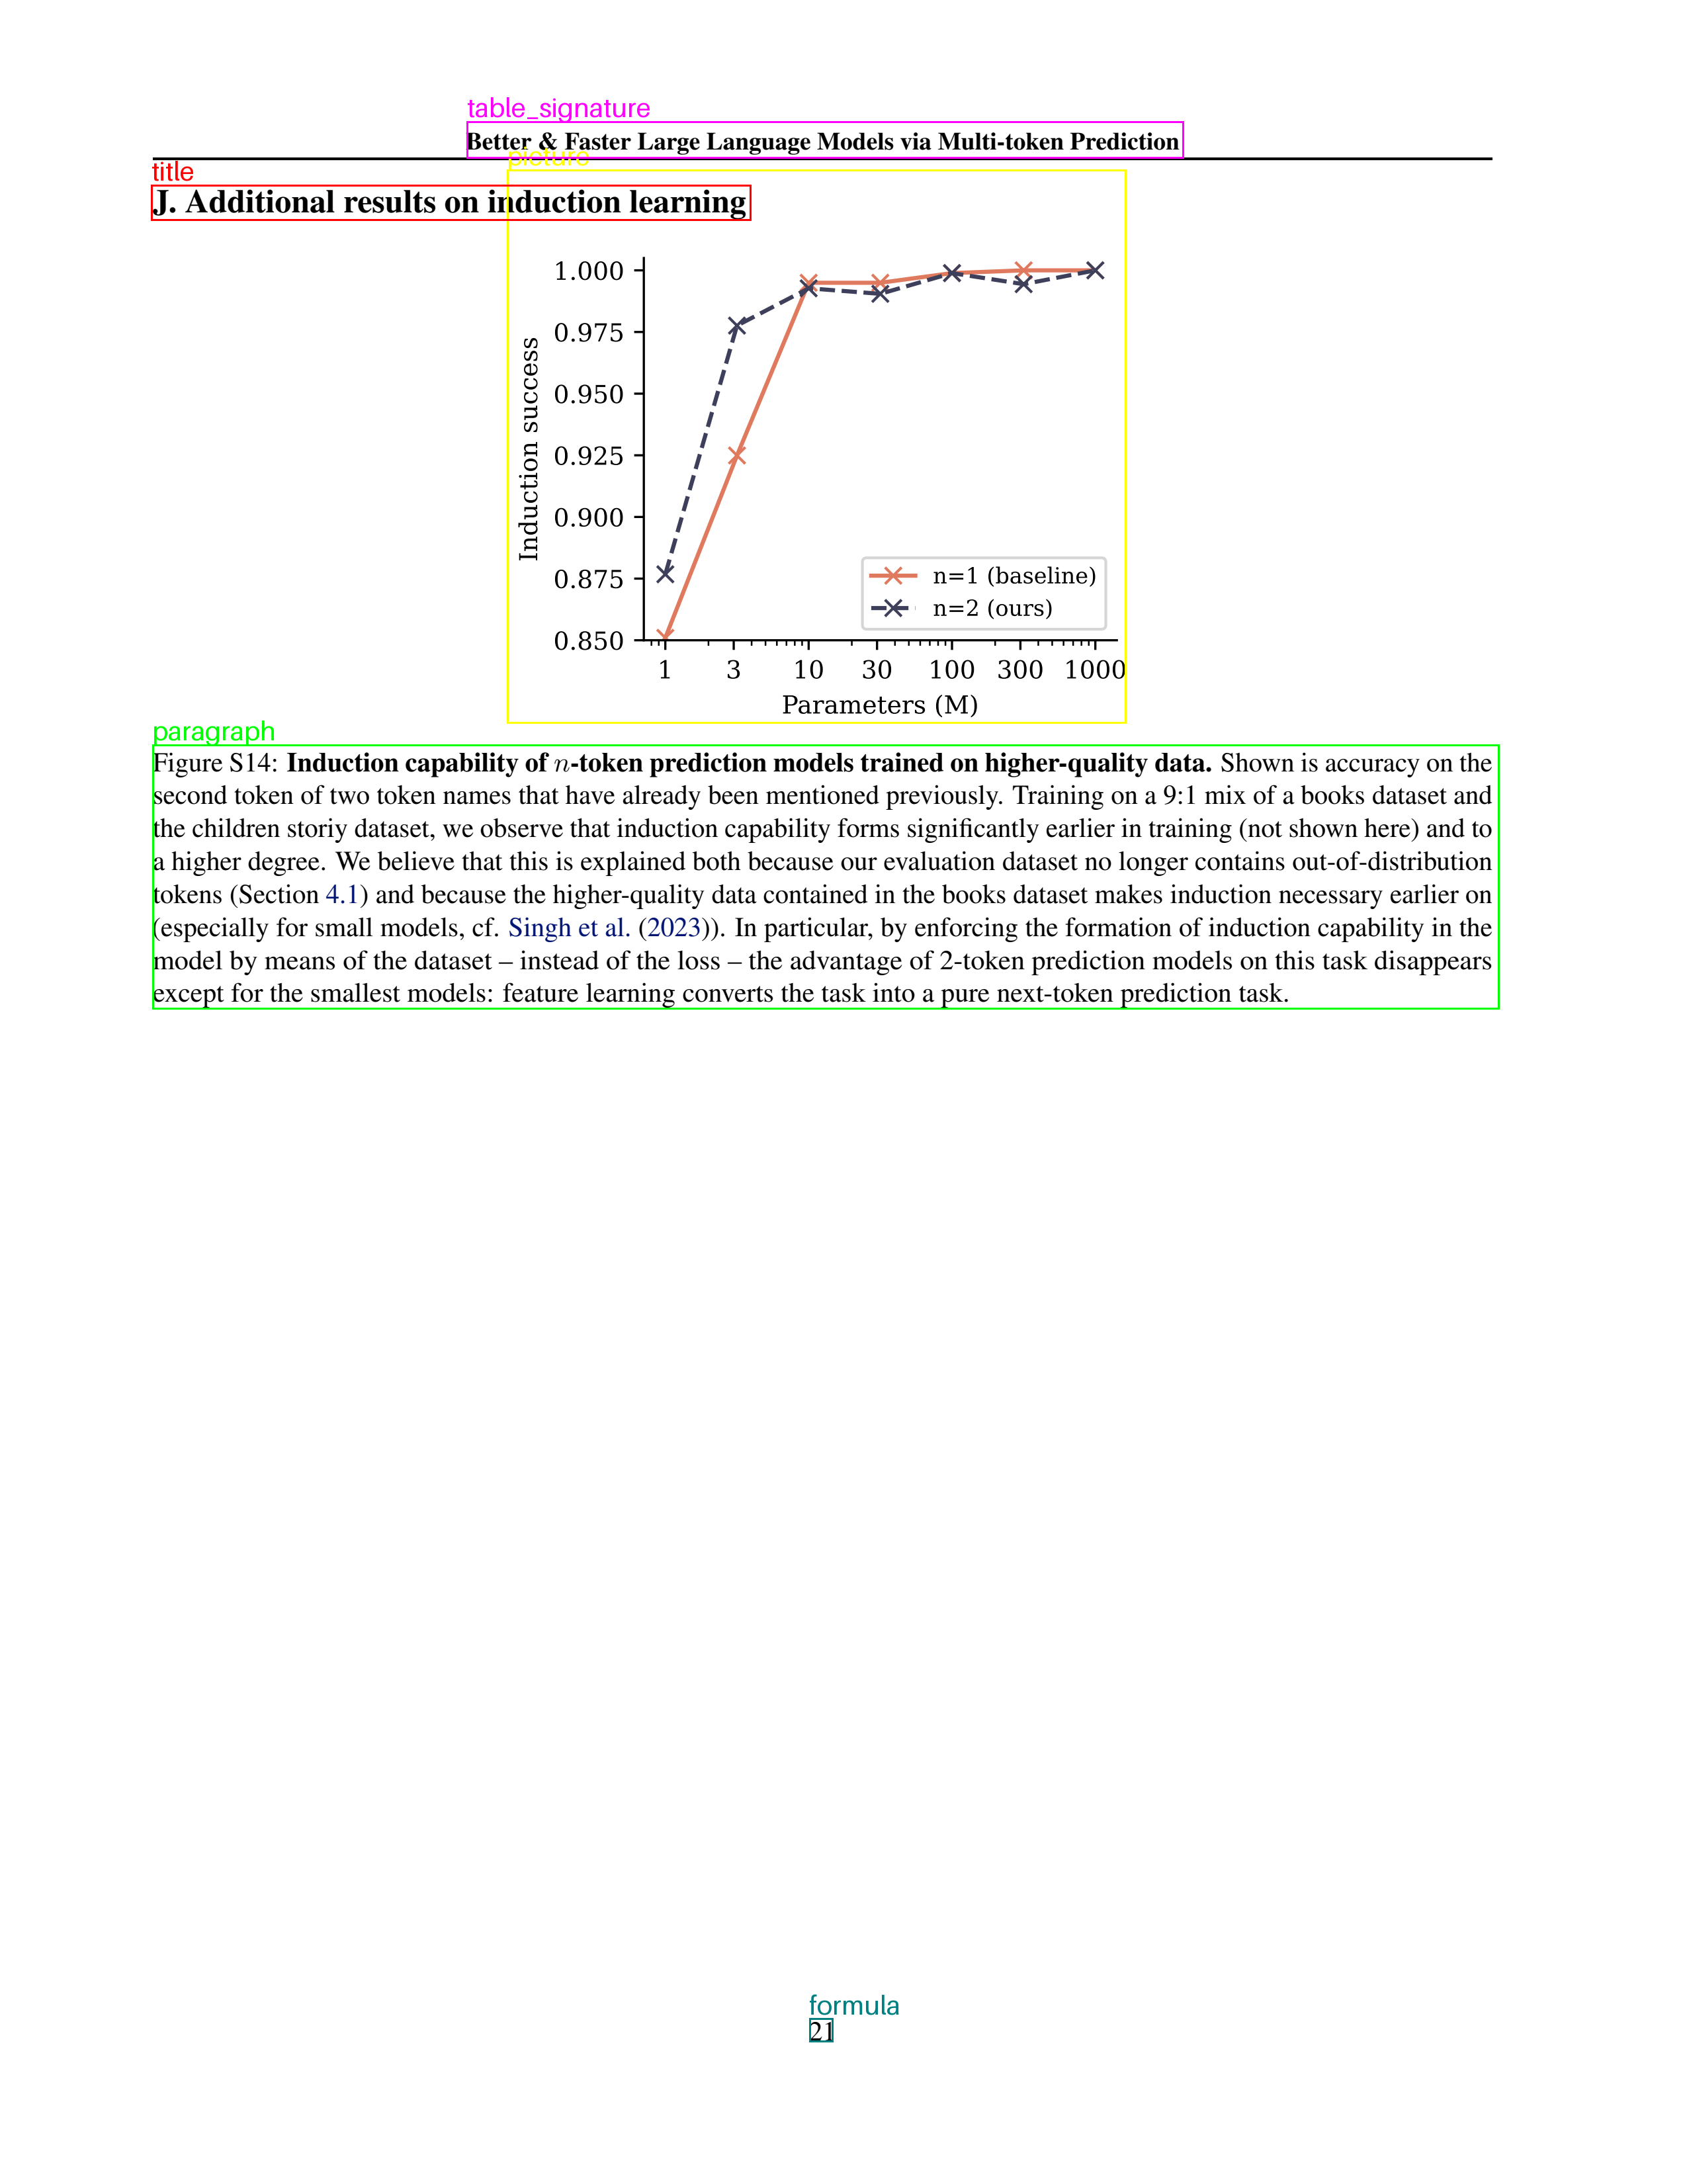 table_signature
Better & Faster Large Language Models via Multi-token Prediction
picture
title
J. Additional results on induction learning
1.000
0.975
0.950
0.925
0.900
0.875
0.850
Induction success
n=1 (baseline)
n=2 (ours)
1 3 10 30 100 300 1000
Parameters (M)
paragraph
Figure S14: Induction capability of n-token prediction models trained on higher-quality data. Shown is accuracy on the
second token of two token names that have already been mentioned previously. Training on a 9:1 mix of a books dataset and
the children storiy dataset, we observe that induction capability forms significantly earlier in training (not shown here) and to
a higher degree. We believe that this is explained both because our evaluation dataset no longer contains out-of-distribution
tokens (Section 4.1) and because the higher-quality data contained in the books dataset makes induction necessary earlier on
(especially for small models, cf. Singh et al. (2023)). In particular, by enforcing the formation of induction capability in the
model by means of the dataset – instead of the loss – the advantage of 2-token prediction models on this task disappears
except for the smallest models: feature learning converts the task into a pure next-token prediction task.
formula
21